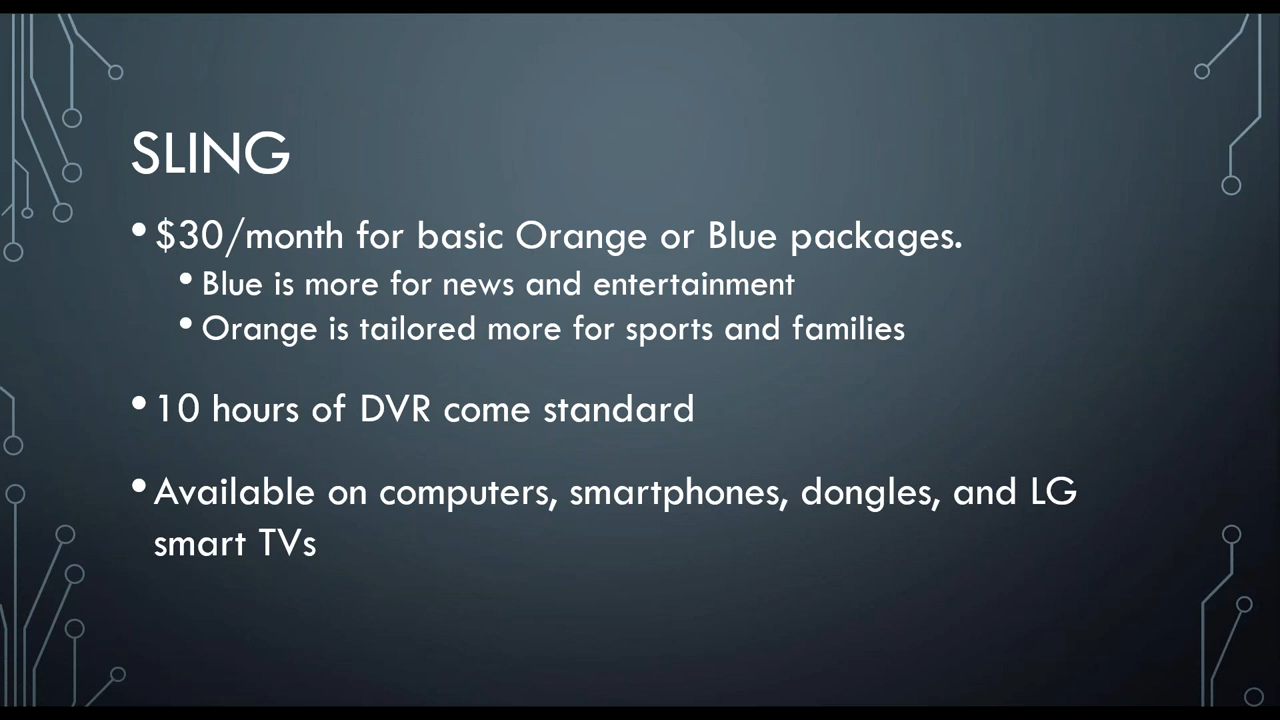 SLING
• $30/month for basic Orange or Blue packages.
• Blue is more for news and entertainment
• Orange is tailored more for sports and families
• 10 hours of DVR come standard
• Available on computers, smartphones, dongles, and LG
smart TVs